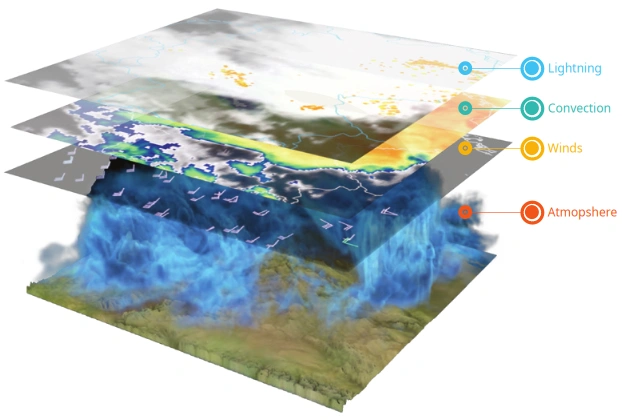 Lightning
Convection
Winds
Atmopshere